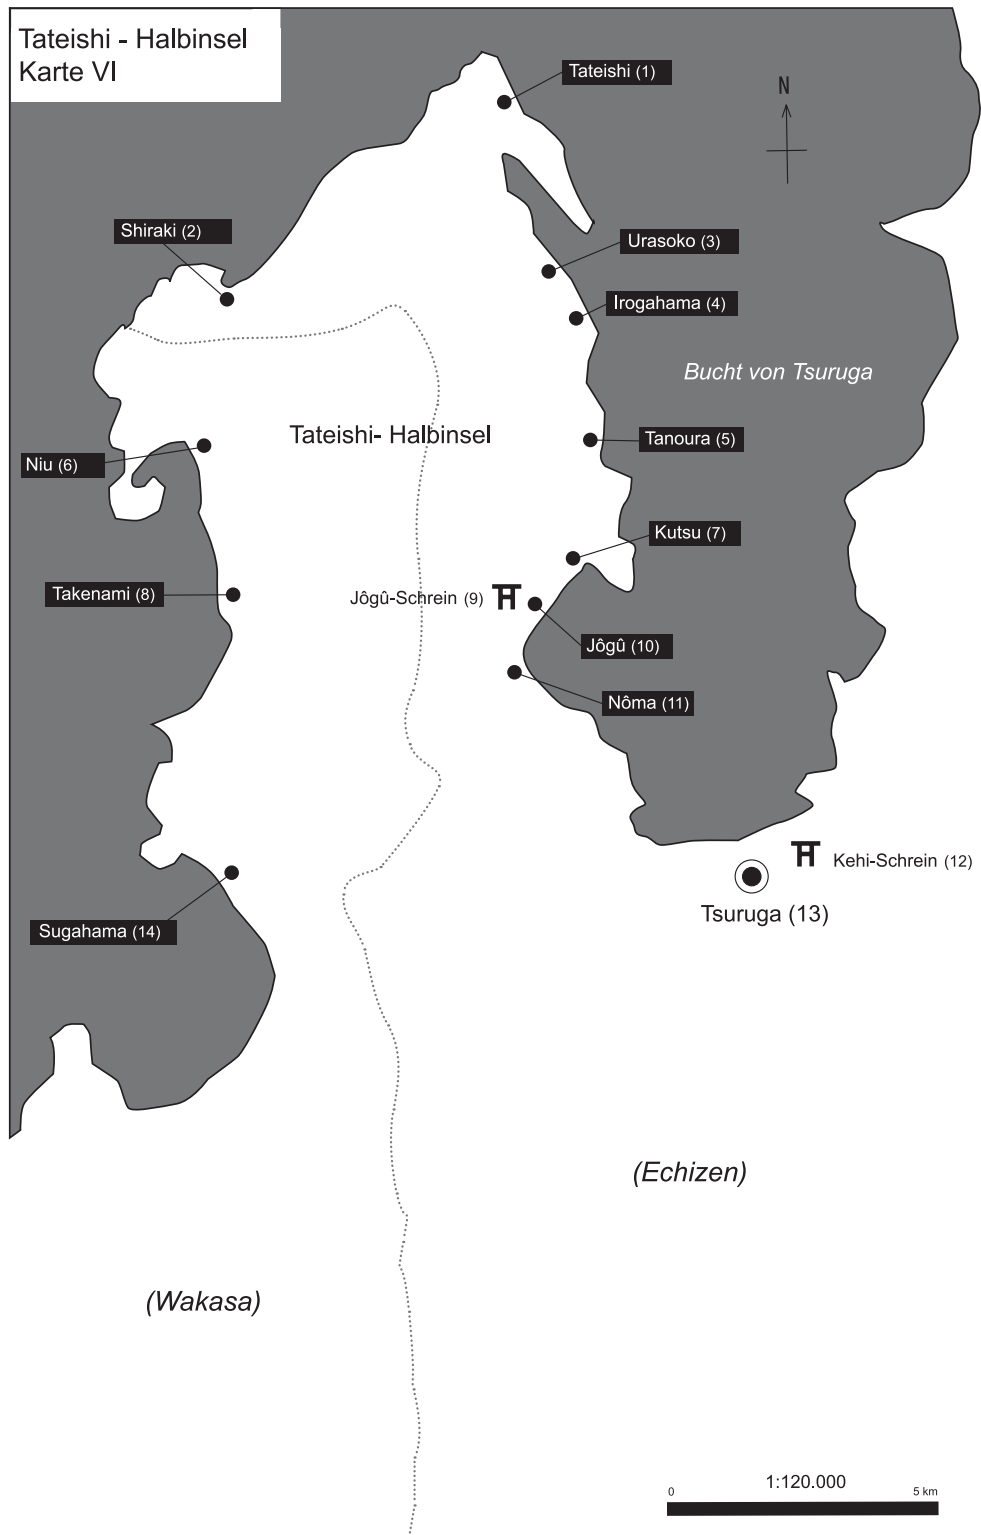 Tateishi - Halbinsel
Karte VI
Tateishi (1)
N
Shiraki (2)
Urasoko (3)
Irogahama (4)
Bucht von Tsuruga
Tateishi- Halbinsel
Tanoura (5)
Niu (6)
Kutsu (7)
Takenami (8)
Jôgû-Schrein (9)
Jôgû (10)
Nôma (11)
Kehi-Schrein (12)
Tsuruga (13)
Sugahama (14)
(Echizen)
(Wakasa)
1:120.000
0 5 km